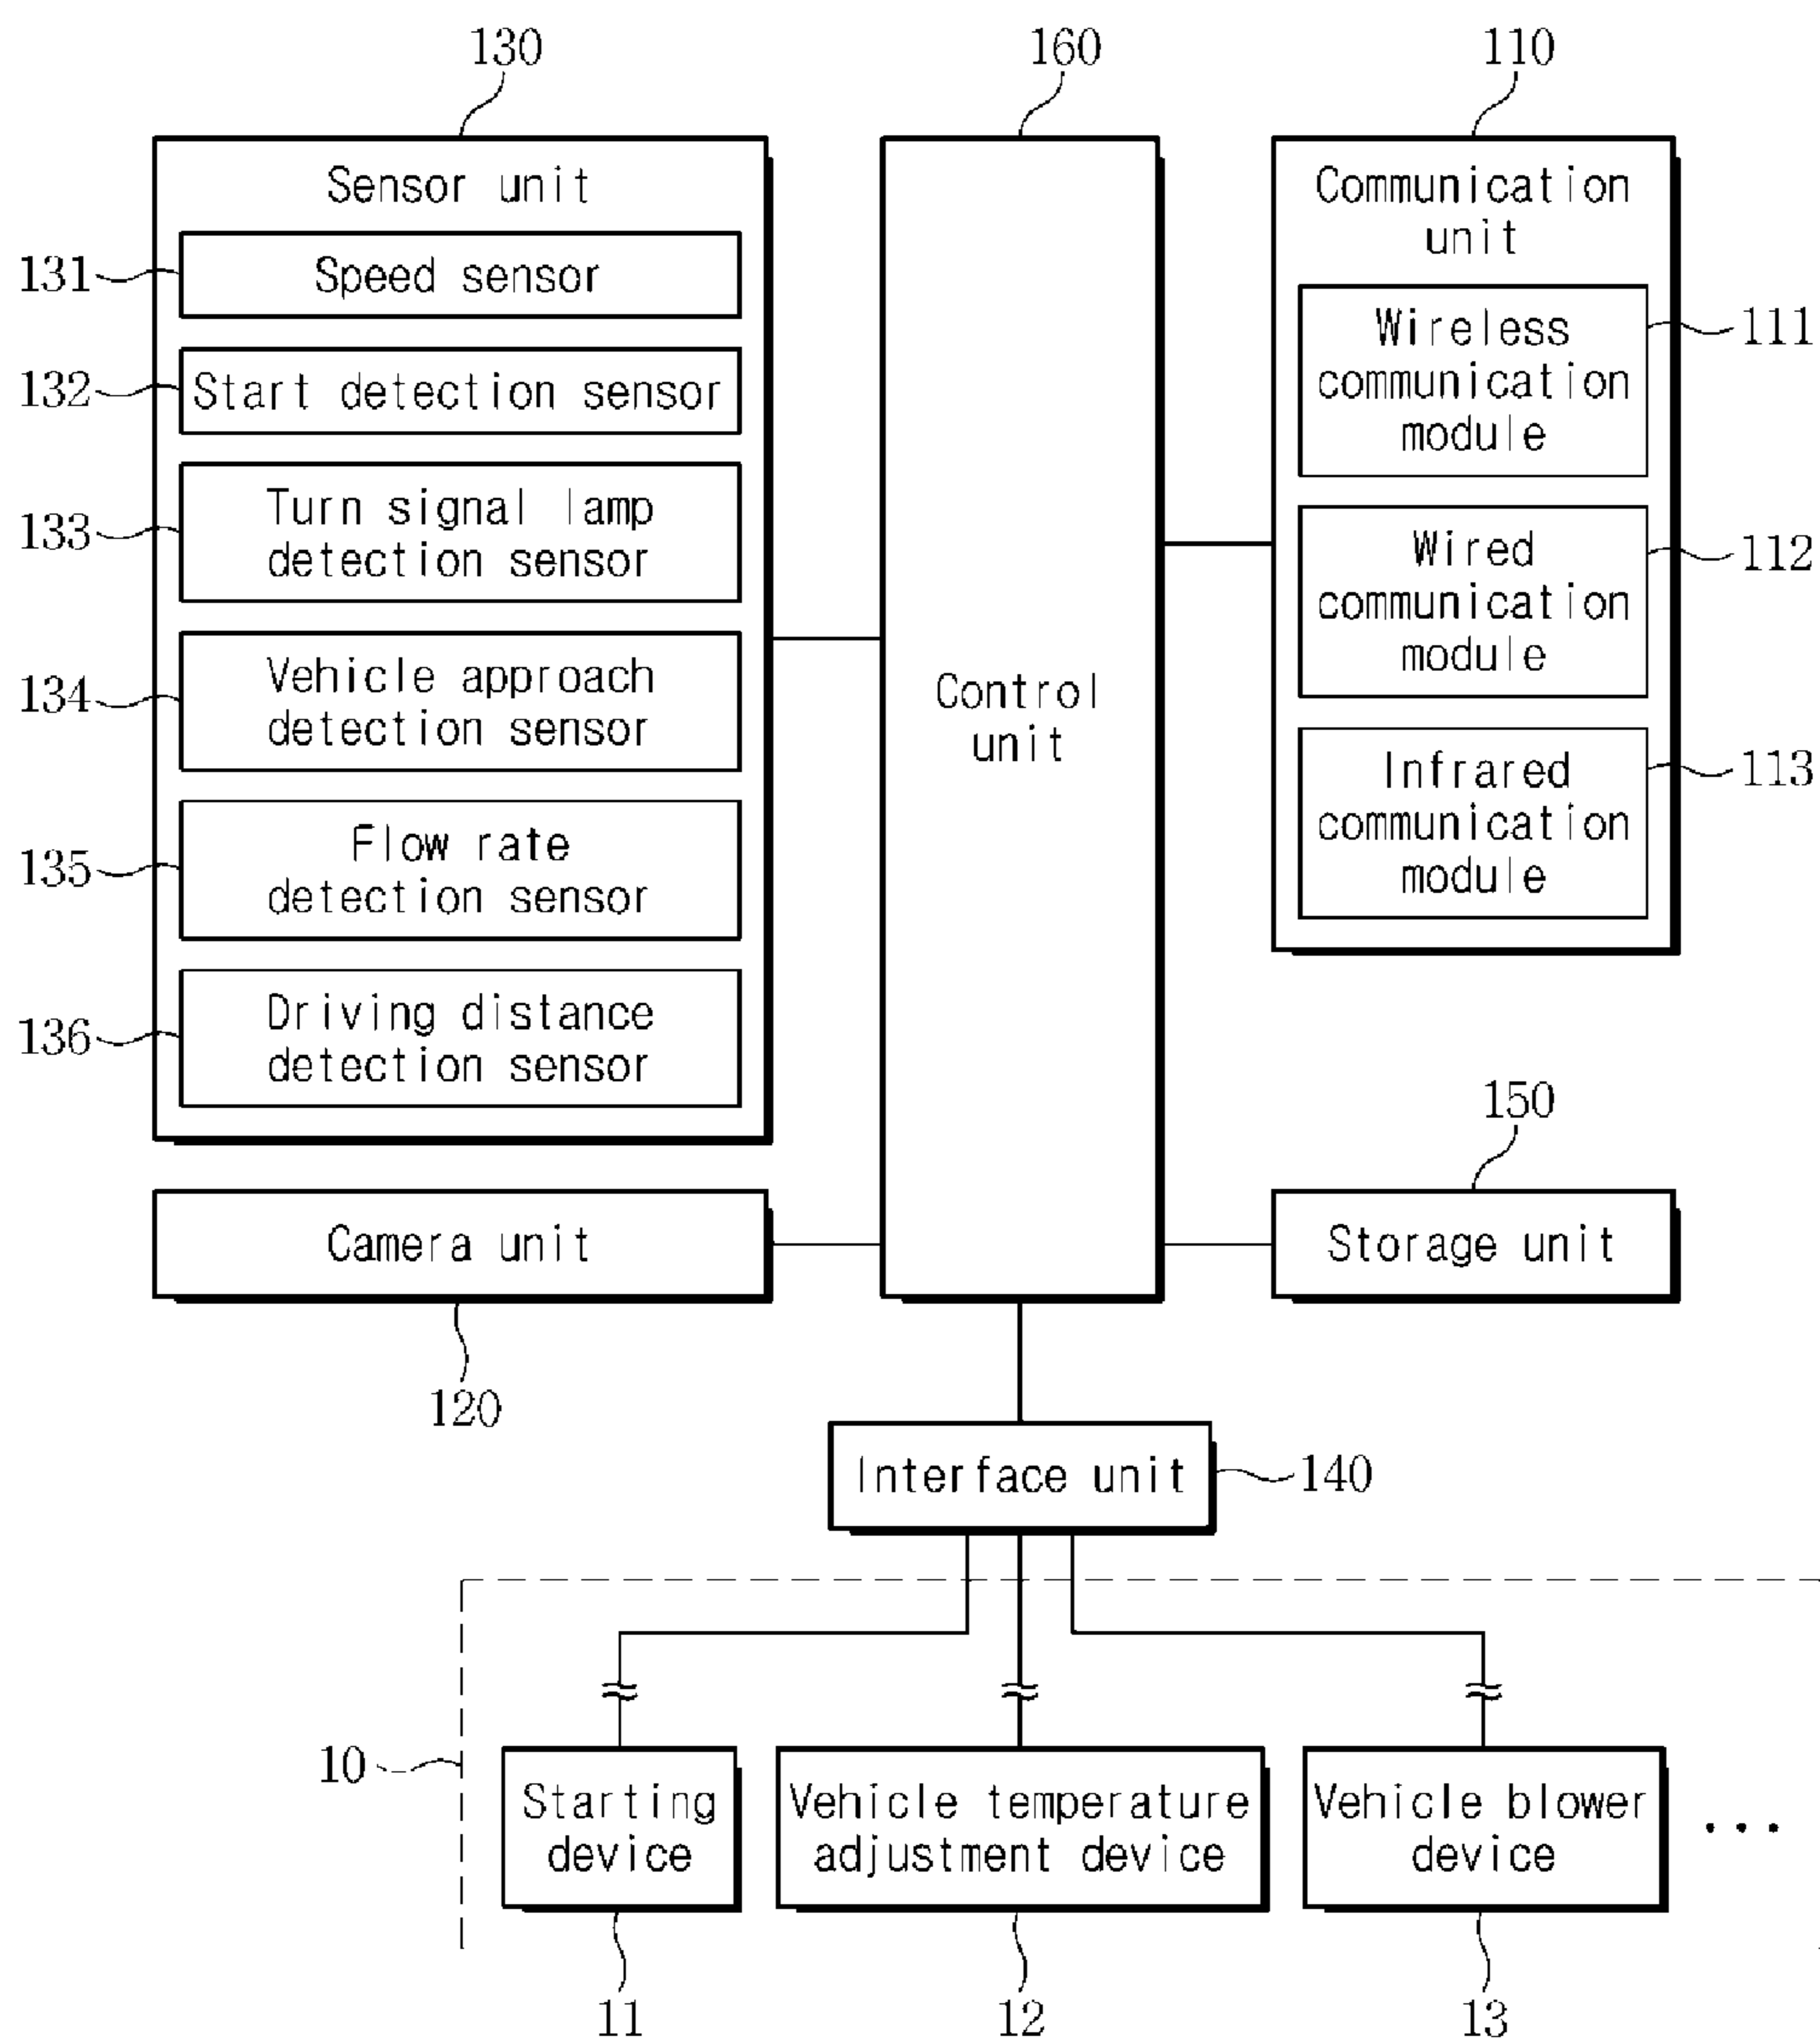 130
160
110
Sensor unit
131
Speed sensor
132
Start detection sensor
133
Turn signal lamp
detection sensor
134
Vehicle approach
detection sensor
135
Flow rate
detection sensor
136
Driving distance
detection sensor
Control
unit
Communication
unit
Wireless
communication
module
111
Wired
communication
module
112
Infrared
communication
module
113
150
Camera unit
Storage unit
120
Interface unit
140
10
Starting
device
Vehicle temperature
adjustment device
Vehicle blower
device
...
11
12
13